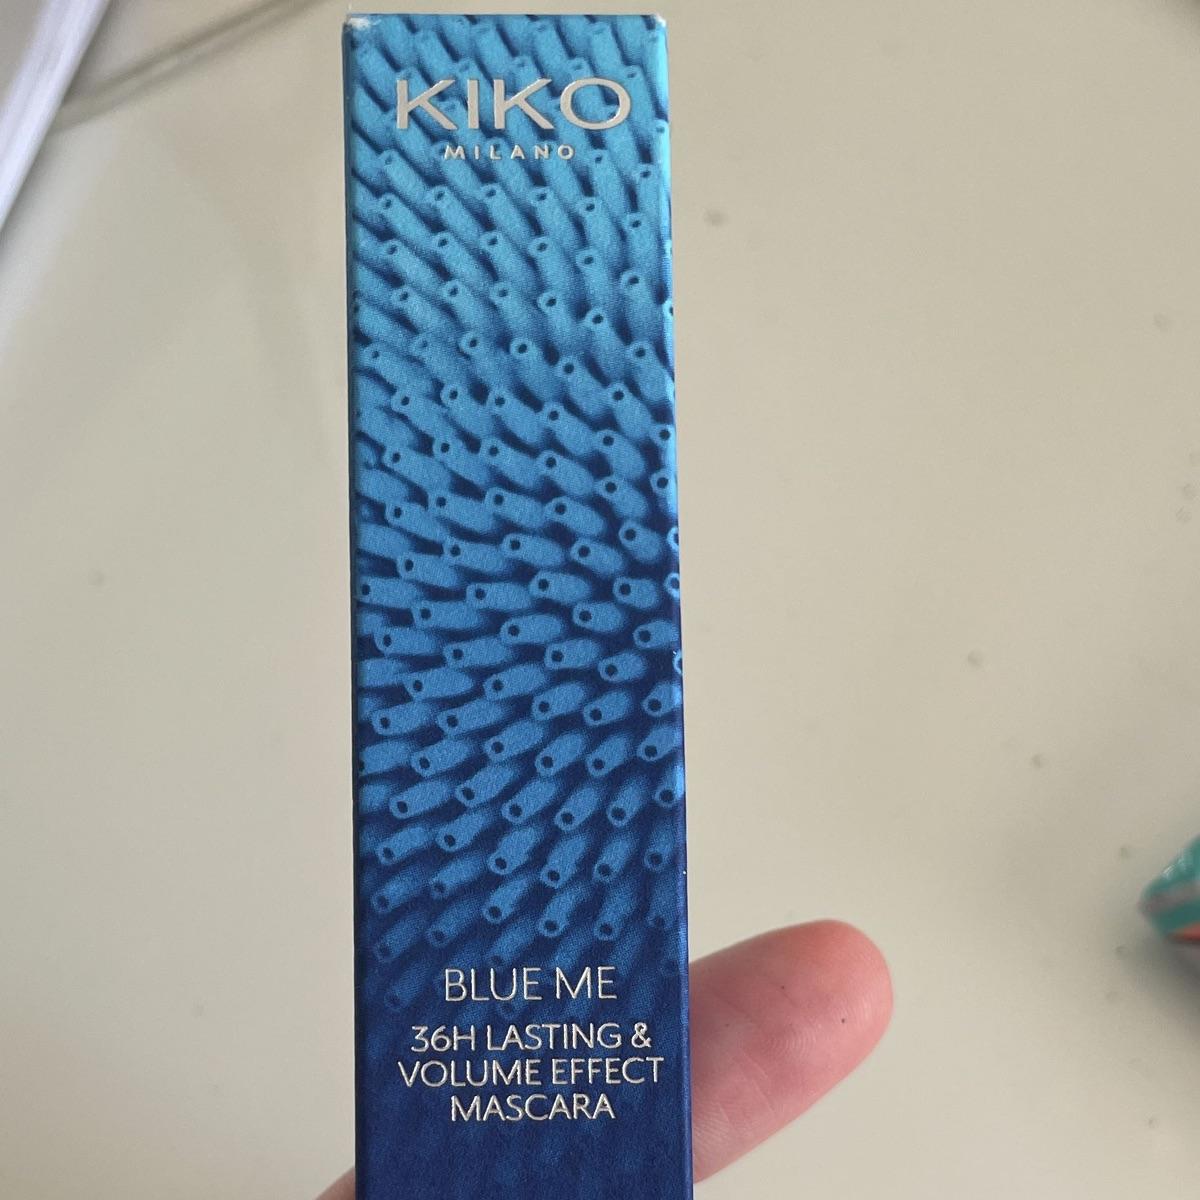 KIKO
MILANO
BLUE ME
36H LASTING &
VOLUME EFFECT
MASCARA